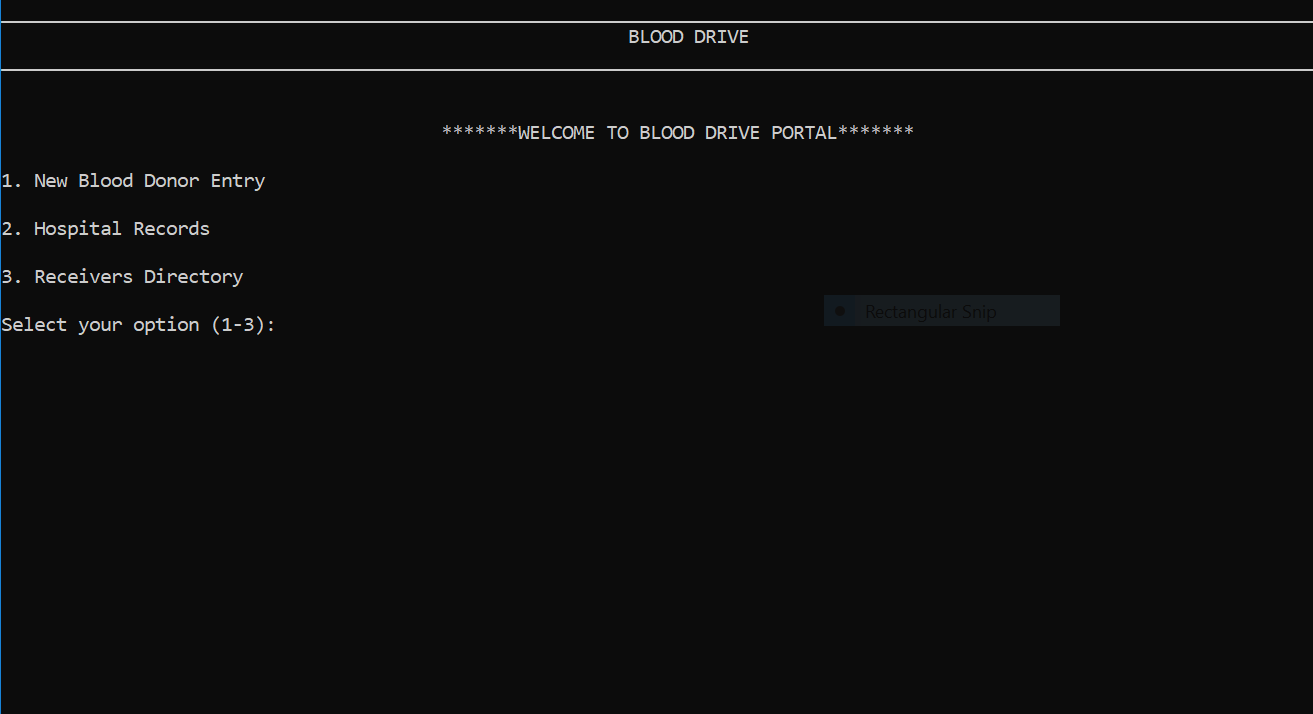 BLOOD DRIVE
*******WELCOME TO BLOOD DRIVE PORTAL*******
1. New Blood Donor Entry
2. Hospital Records
3. Receivers Directory
Rectangular Snip
Select your option (1-3):